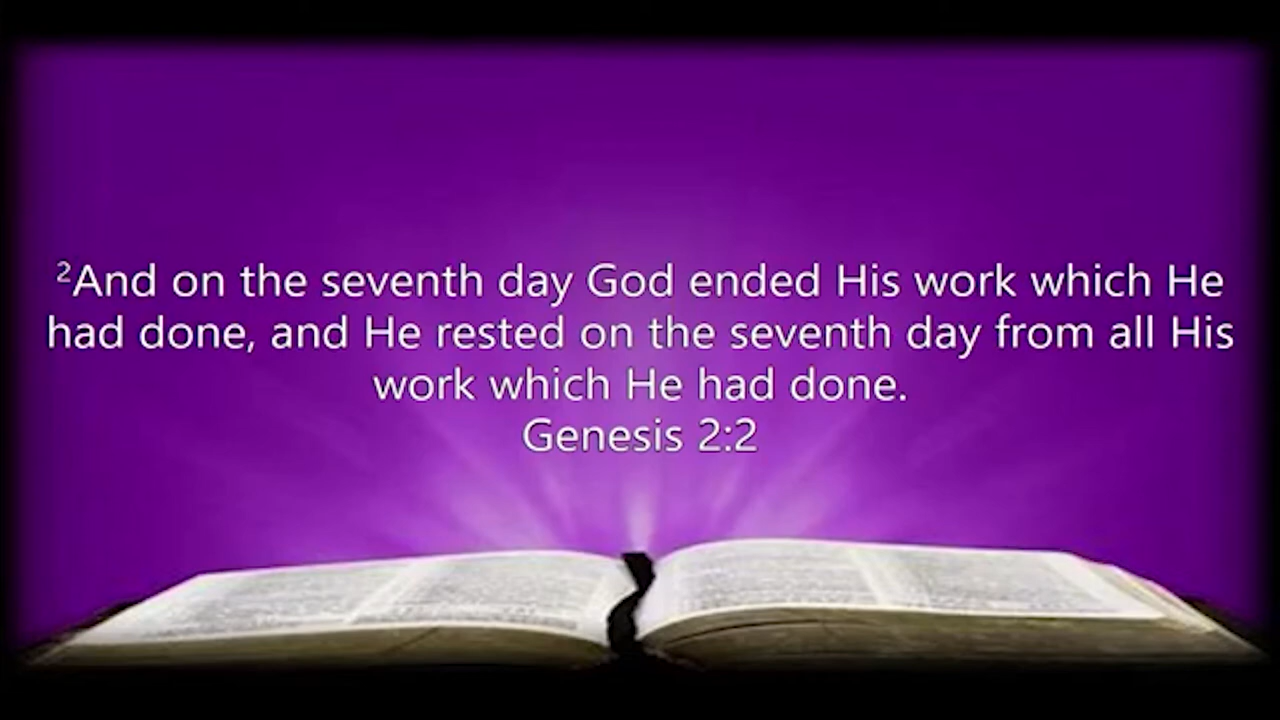 ²And on the seventh day God ended His work which He
had done, and He rested on the seventh day from all His
work which He had done.
Genesis 2:2